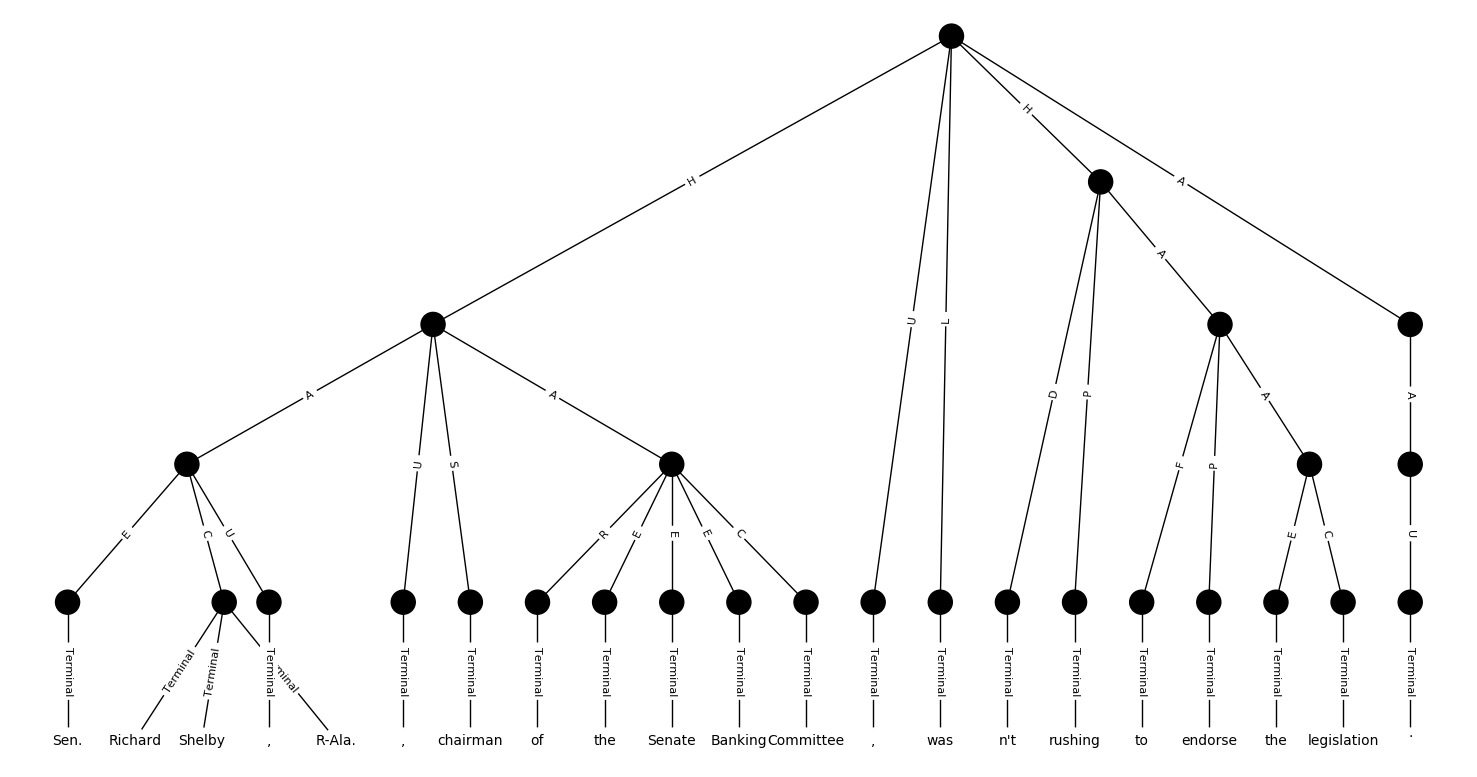 H
H
A
U
L
A
D
P
A
A
U
S
A
F
P
A
E
C
U
R
E
E
E
C
E
C
U
Terminal Terminal Terminal Terminal minal Terminal Terminal Terminal Terminal Terminal Terminal Terminal Terminal Terminal Terminal Terminal Terminal Terminal Terminal Terminal Terminal
Sen. Richard Shelby , R-Ala. , chairman of the Senate Banking Committee , was n't rushing to endorse the legislation .